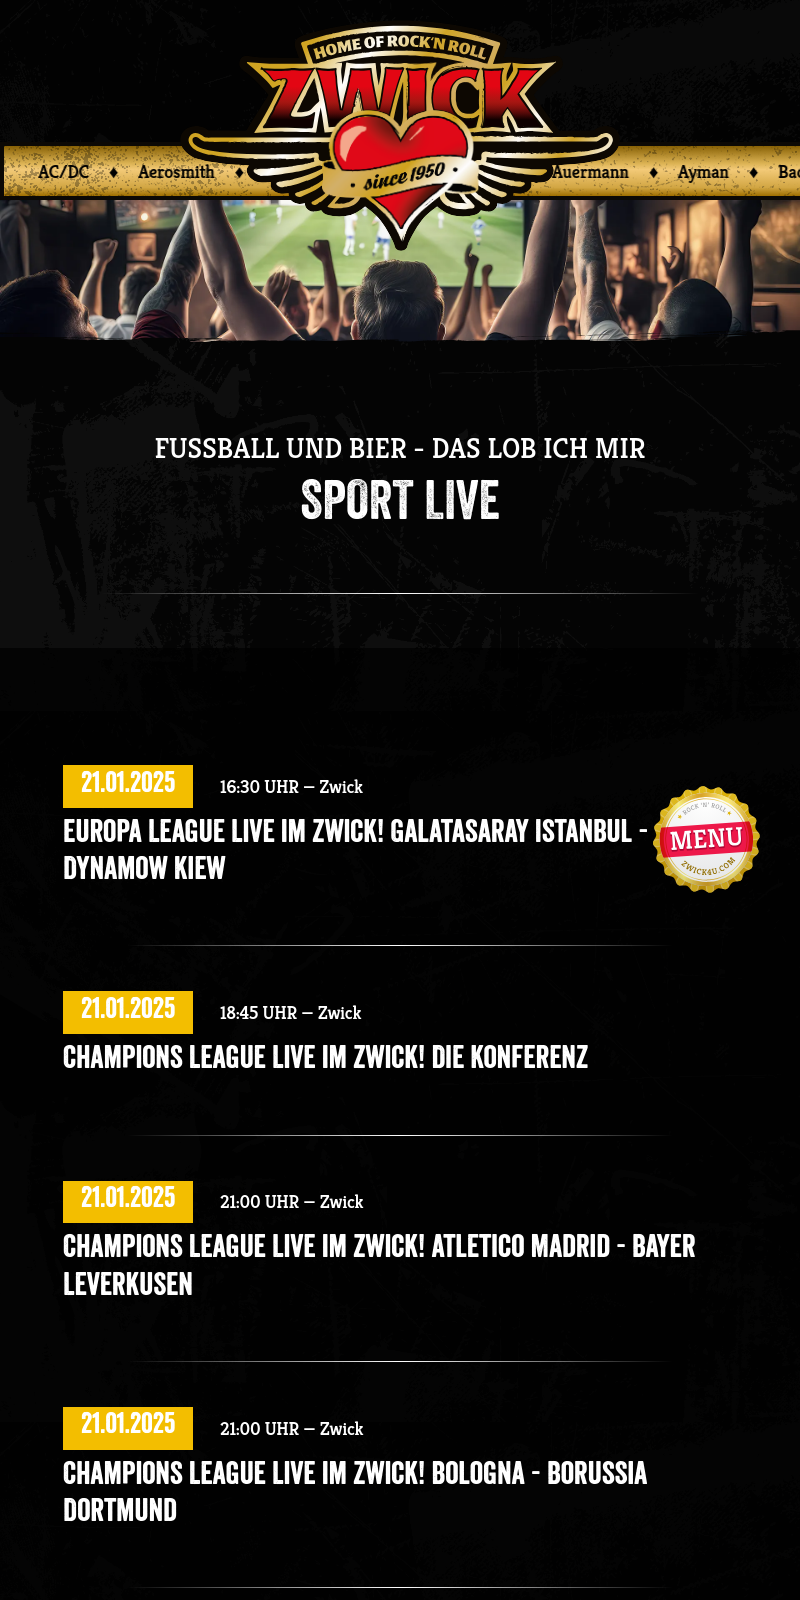 HOME OF ROCK'N ROLL
ZWICK
since 1950
AC/DC ♦ Aerosmith ♦ Auermann ♦ Ayman ♦
FUSSBALL UND BIER - DAS LOB ICH MIR
SPORT LIVE
21.01.2025 16:30 UHR – Zwick
EUROPA LEAGUE LIVE IM ZWICK! GALATASARAY ISTANBUL -
DYNAMOW KIEW
ROCK 'N' ROLL
MENU
ZWICK4U.COM
21.01.2025 18:45 UHR – Zwick
CHAMPIONS LEAGUE LIVE IM ZWICK! DIE KONFERENZ
21.01.2025 21:00 UHR – Zwick
CHAMPIONS LEAGUE LIVE IM ZWICK! ATLETICO MADRID - BAYER
LEVERKUSEN
21.01.2025 21:00 UHR – Zwick
CHAMPIONS LEAGUE LIVE IM ZWICK! BOLOGNA - BORUSSIA
DORTMUND